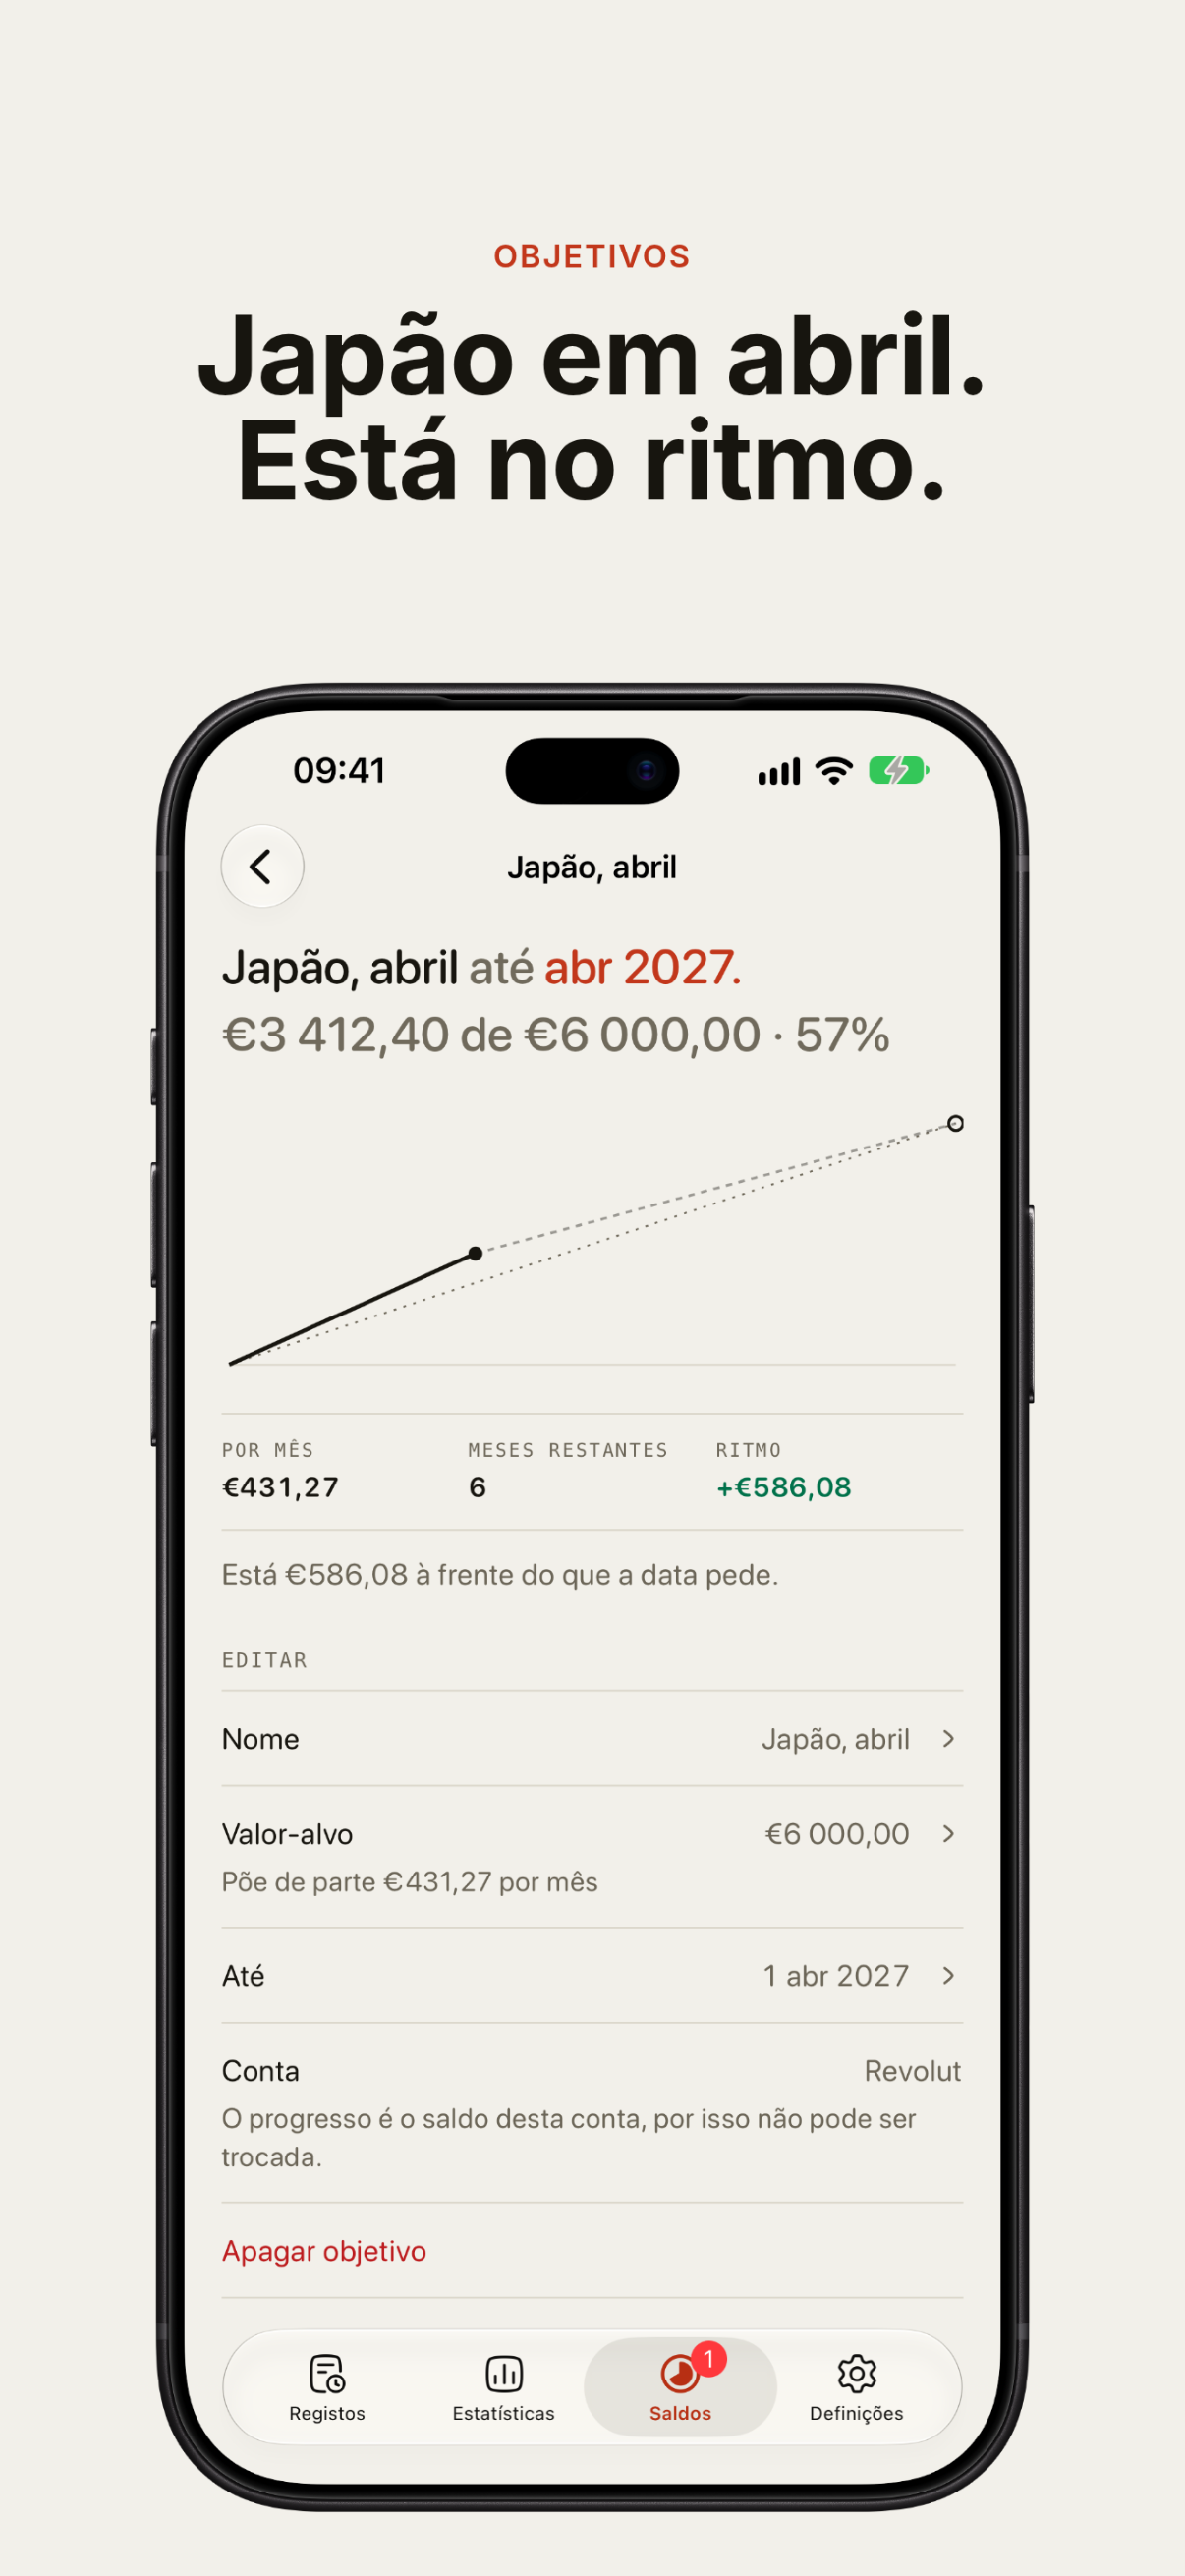 OBJETIVOS
Japão em abril.
Está no ritmo.
09:41
Japão, abril
Japão, abril até abr 2027.
€3 412,40 de €6 000,00 · 57%
POR MÊS MESES RESTANTES RITMO
€431,27 6 +€586,08
Está €586,08 à frente do que a data pede.
EDITAR
Nome Japão, abril
Valor-alvo €6 000,00
Põe de parte €431,27 por mês
Até 1 abr 2027
Conta Revolut
O progresso é o saldo desta conta, por isso não pode ser
trocada.
Apagar objetivo
1
Registos Estatísticas Saldos Definições